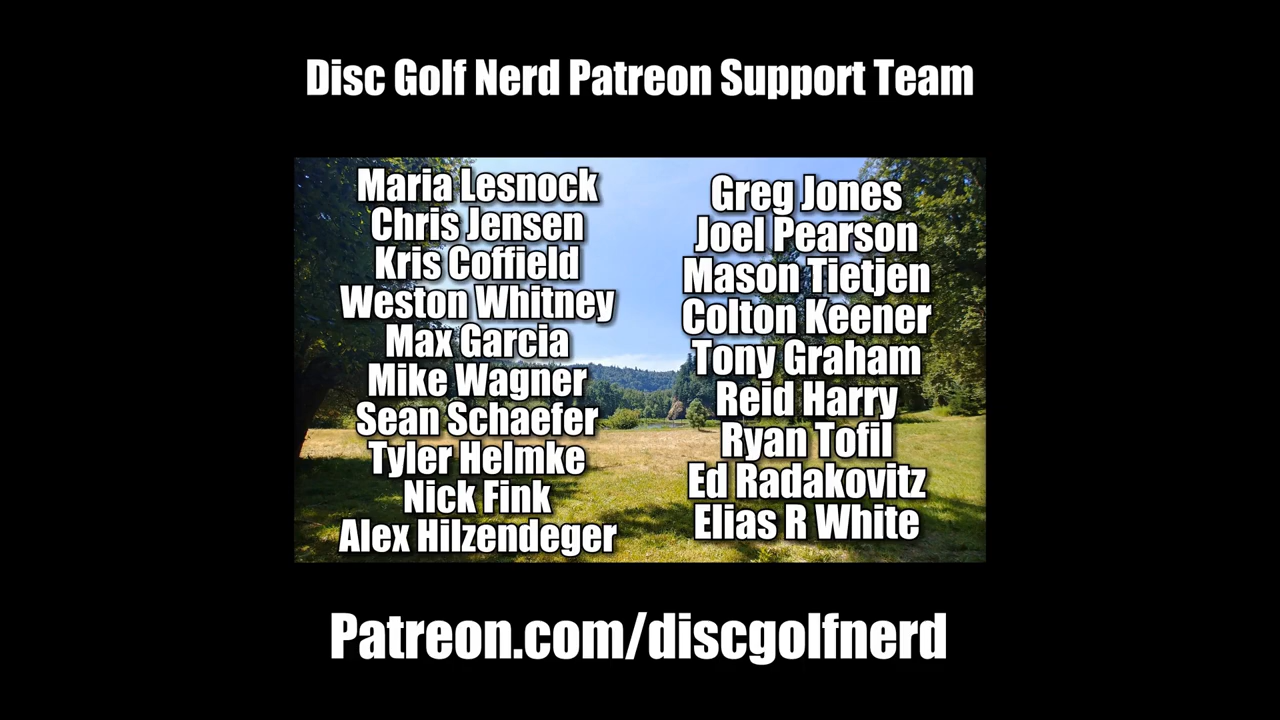 Disc Golf Nerd Patreon Support Team
Maria Lesnock
Chris Jensen
Kris Coffield
Weston Whitney
Max Garcia
Mike Wagner
Sean Schaefer
Tyler Helmke
Nick Fink
Alex Hilzendeger
Greg Jones
Joel Pearson
Mason Tietjen
Colton Keener
Tony Graham
Reid Harry
Ryan Tofil
Ed Radakovitz
Elias R White
Patreon.com/discgolfnerd